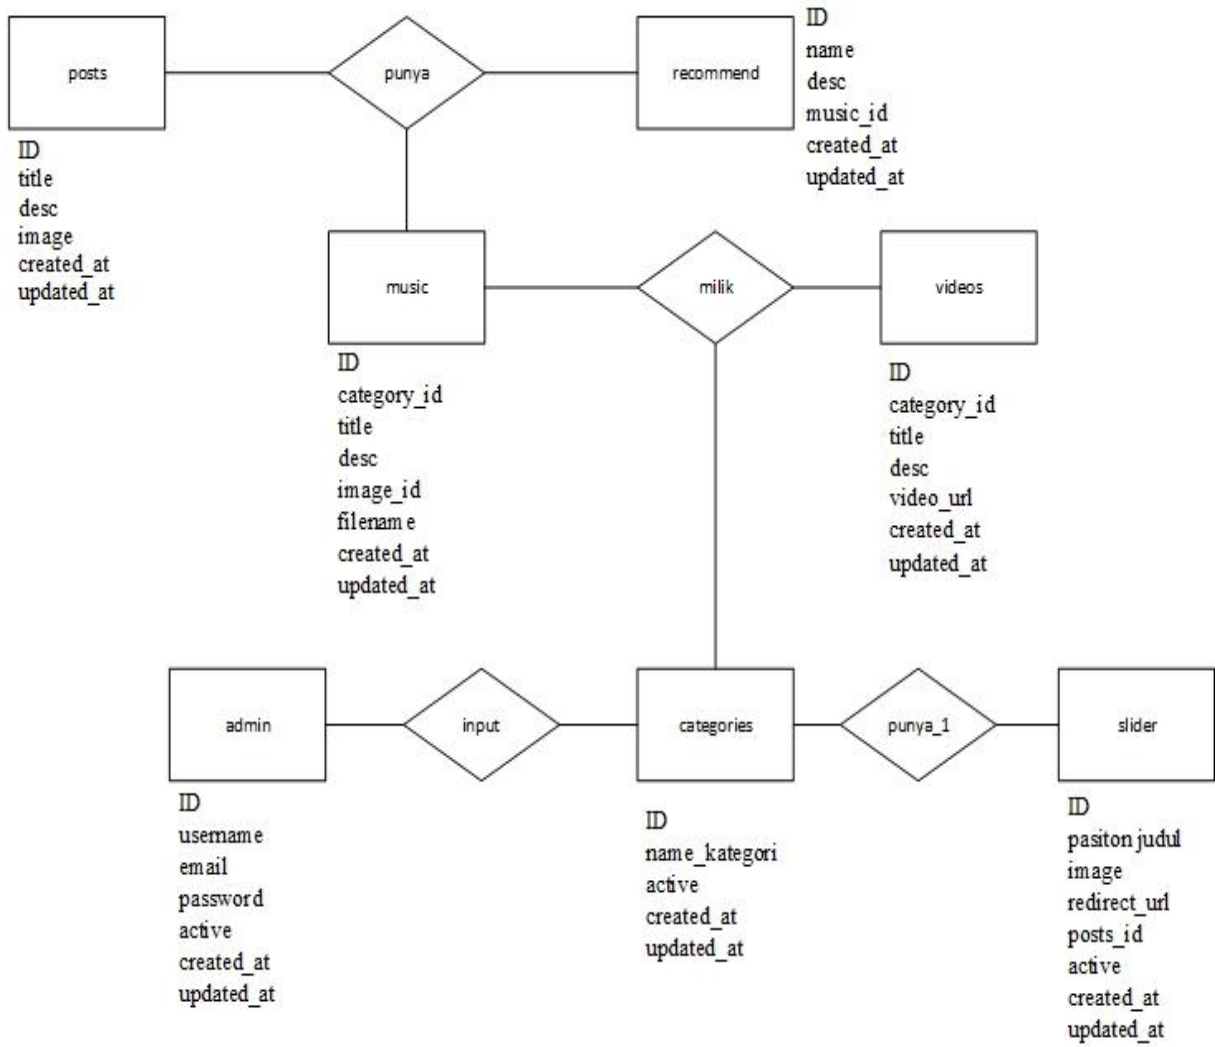 posts
punya
recommend
ID
name
desc
music_id
created_at
updated_at
ID
title
desc
image
created_at
updated_at
music
milik
videos
ID
category_id
title
desc
image_id
filename
created_at
updated_at
ID
category_id
title
desc
video_url
created_at
updated_at
admin
input
categories
punya_1
slider
ID
username
email
password
active
created_at
updated_at
ID
name_kategori
active
created_at
updated_at
ID
pasiton judul
image
redirect_url
posts_id
active
created_at
updated_at